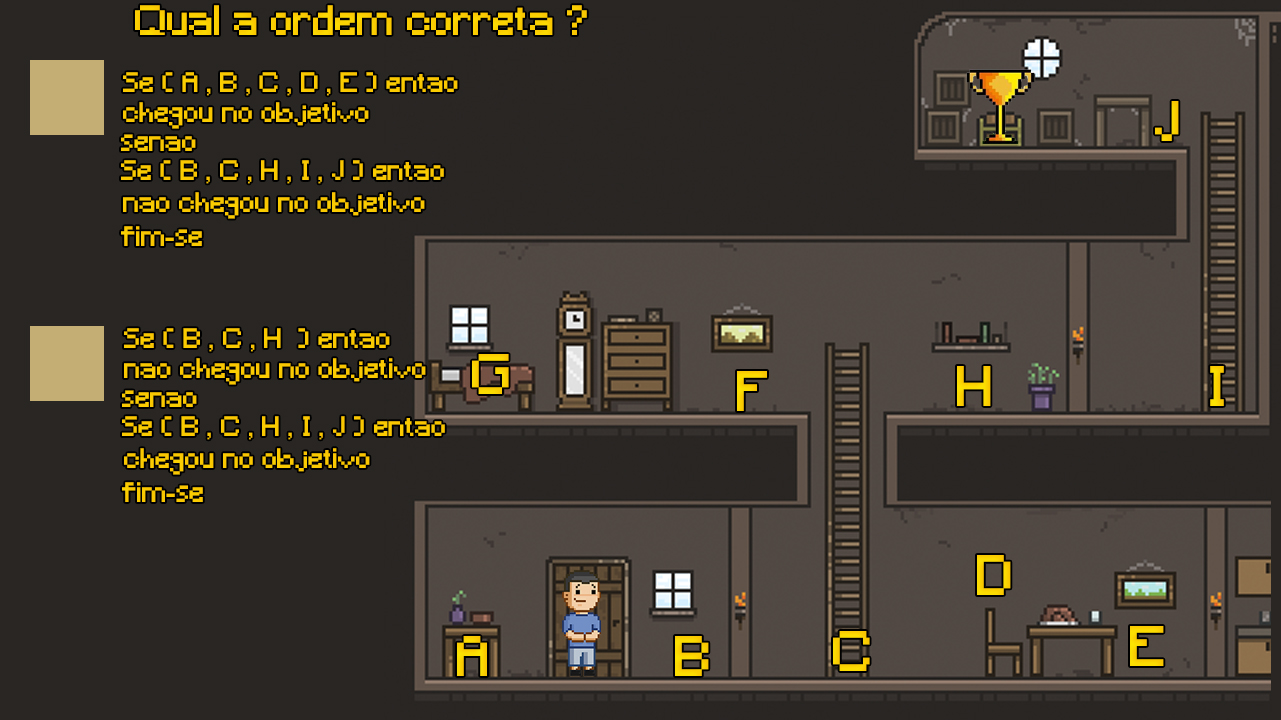 Qual a ordem correta ?
Se ( A , B , C , D , E ) entao
chegou no objetivo
senao
Se ( B , C , H , I , J ) entao
nao chegou no objetivo
fim-se
Se ( B , C , H ) entao
nao chegou no objetivo
senao
Se ( B , C , H , I , J ) entao
chegou no objetivo
fim-se
J
G
F
H
I
D
A
B
C
E